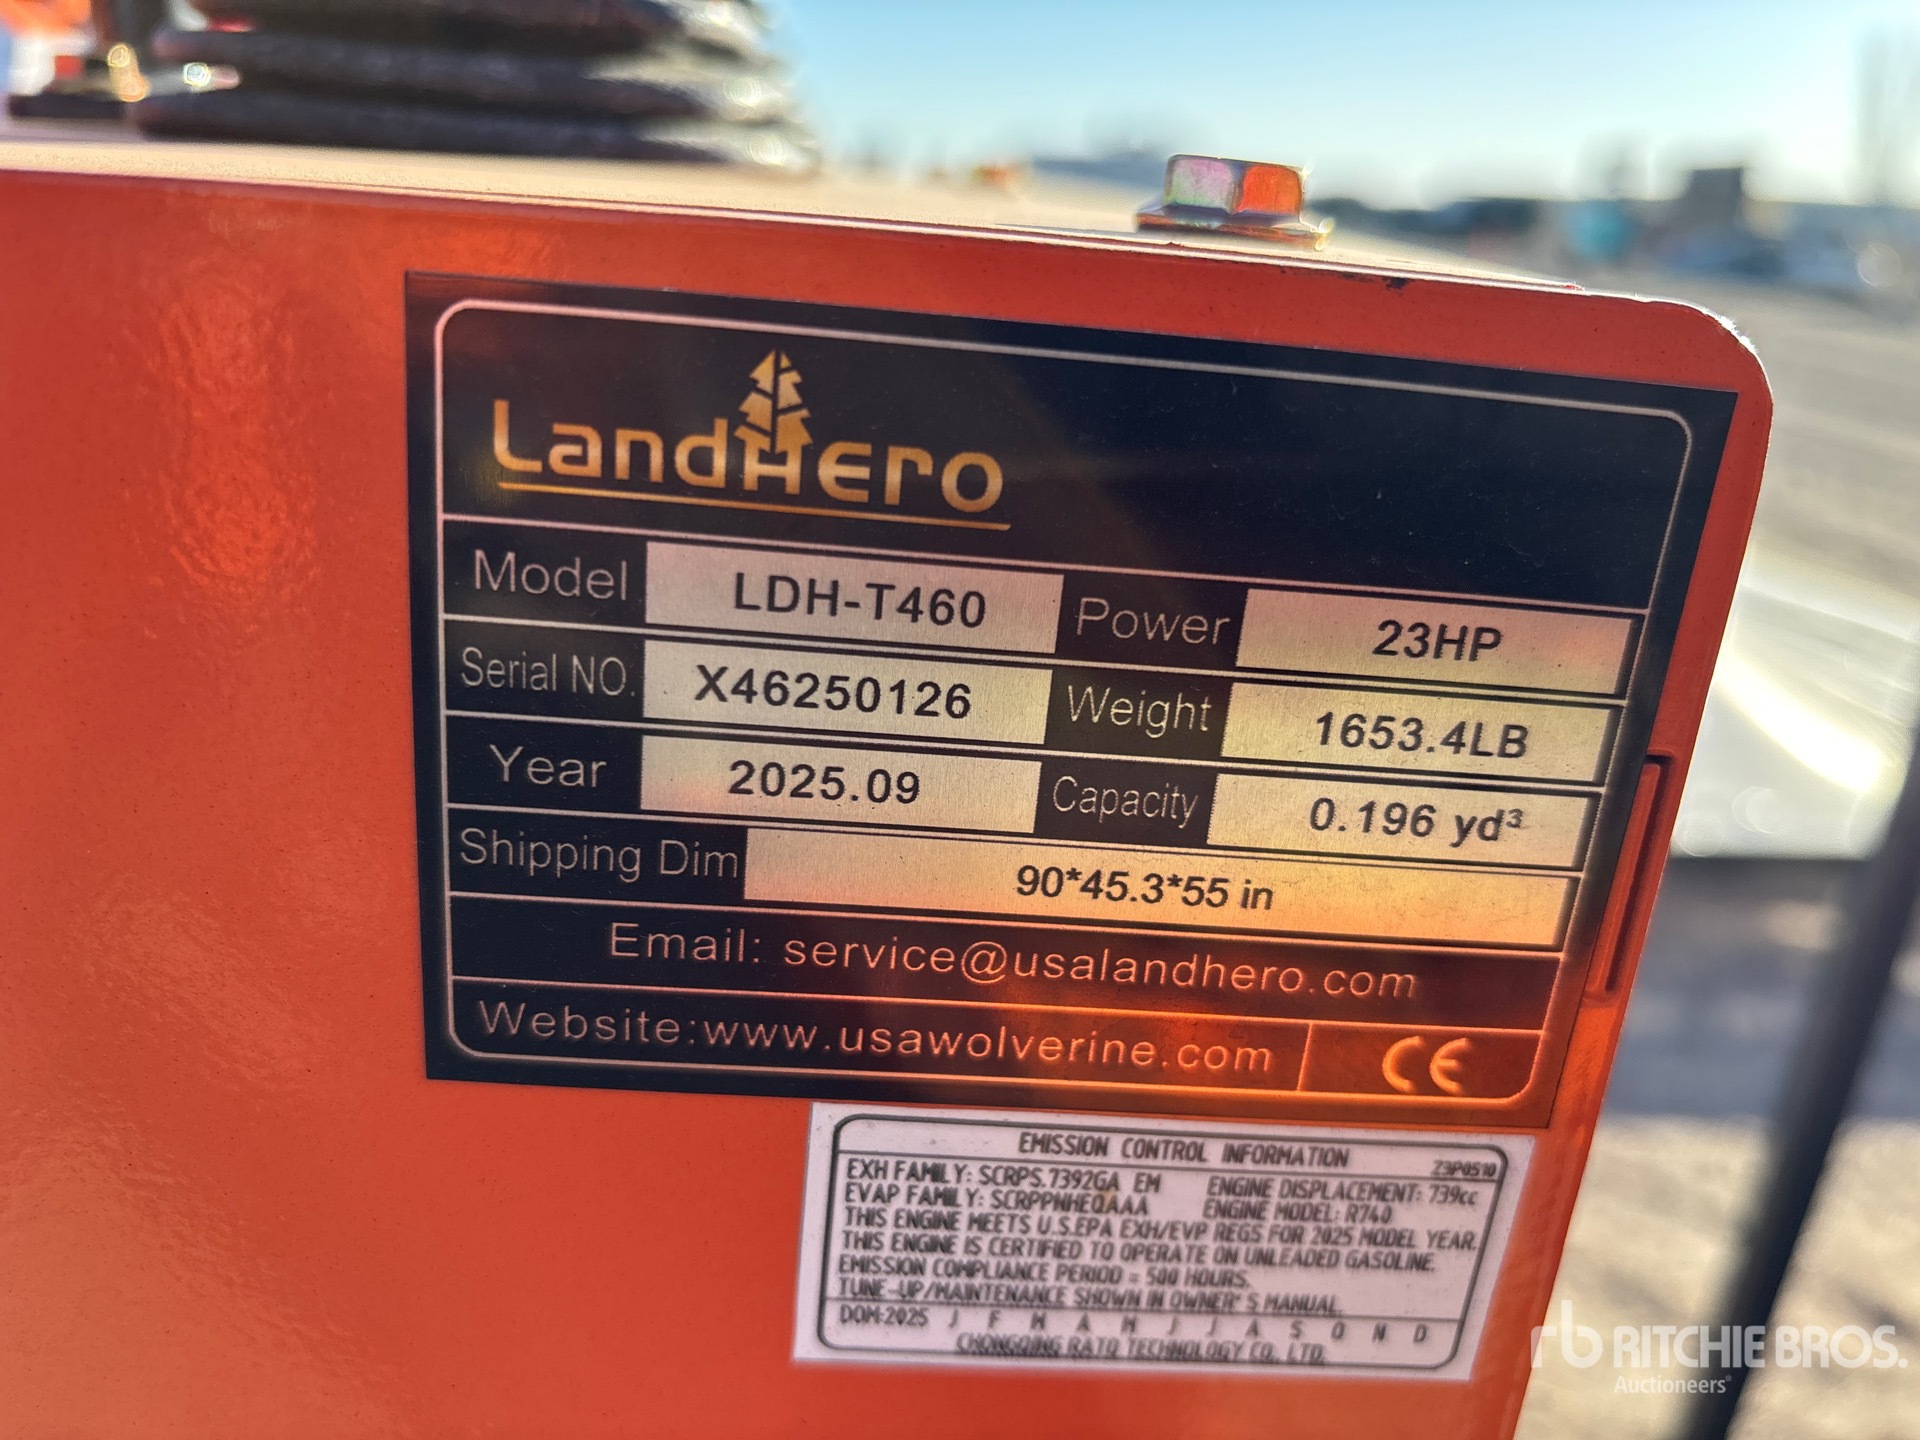 LandHero
Model LDH-T460 Power 23HP
Serial NO. X46250126 Weight 1653.4LB
Year 2025.09 Capacity 0.196 yd³
Shipping Dim 90*45.3*55 in
Email: service@usalandhero.com
Website:www.usawolverine.com CE
EMISSION CONTROL INFORMATION Z3P0510
EXH FAMILY: SCRPS.7392GA EM ENGINE DISPLACEMENT: 739cc
EVAP FAMILY: SCRPPNHEQAAA ENGINE MODEL: R740
THIS ENGINE MEETS U.S.EPA EXH/EVP REGS FOR 2025 MODEL YEAR.
THIS ENGINE IS CERTIFIED TO OPERATE ON UNLEADED GASOLINE.
EMISSION COMPLIANCE PERIOD = 500 HOURS.
TUNE-UP/MAINTENANCE SHOWN IN OWNER'S MANUAL.
DOM:2025 J F M A M J J A S O N D
CHONGQING RATO TECHNOLOGY CO., LTD.
rb RITCHIE BROS.
Auctioneers®